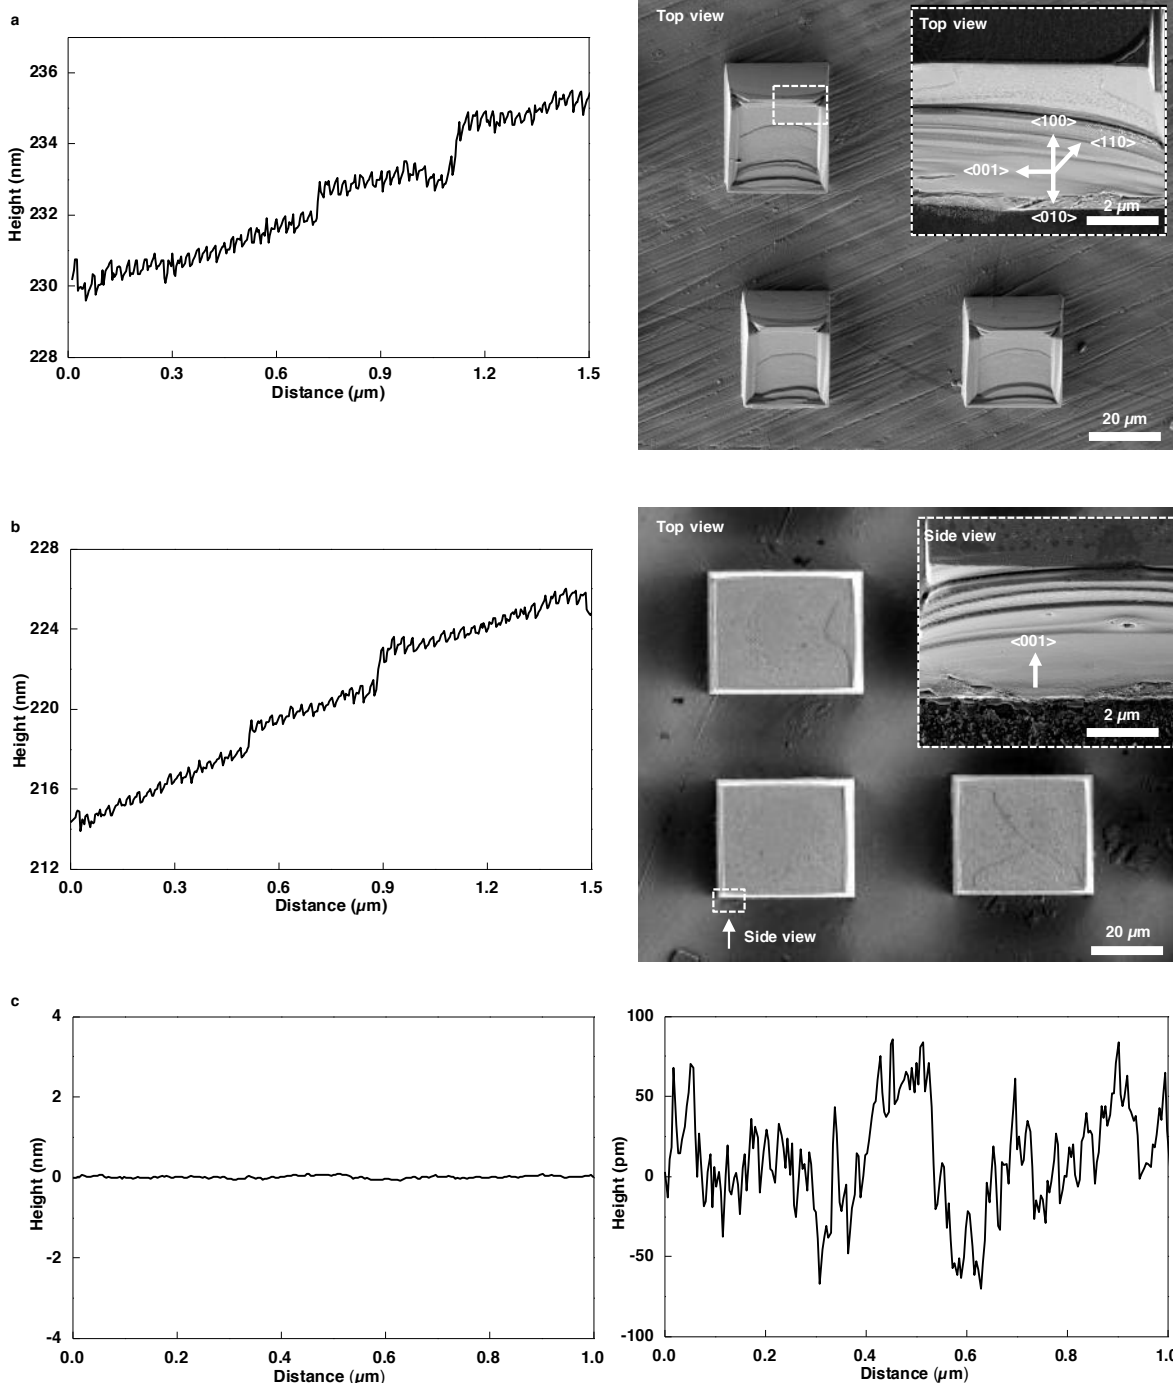 a
236
234
232
230
228
Height (nm)
0.0 0.3 0.6 0.9 1.2 1.5
Distance (µm)
Top view
Top view
<100>
<110>
<001>
<010>
2 µm
20 µm
b
228
224
220
216
212
Height (nm)
0.0 0.3 0.6 0.9 1.2 1.5
Distance (µm)
Top view
Side view
<001>
2 µm
Side view
20 µm
c
4
2
0
-2
-4
Height (nm)
0.0 0.2 0.4 0.6 0.8 1.0
Distance (µm)
100
50
0
-50
-100
Height (pm)
0.0 0.2 0.4 0.6 0.8 1.0
Distance (µm)